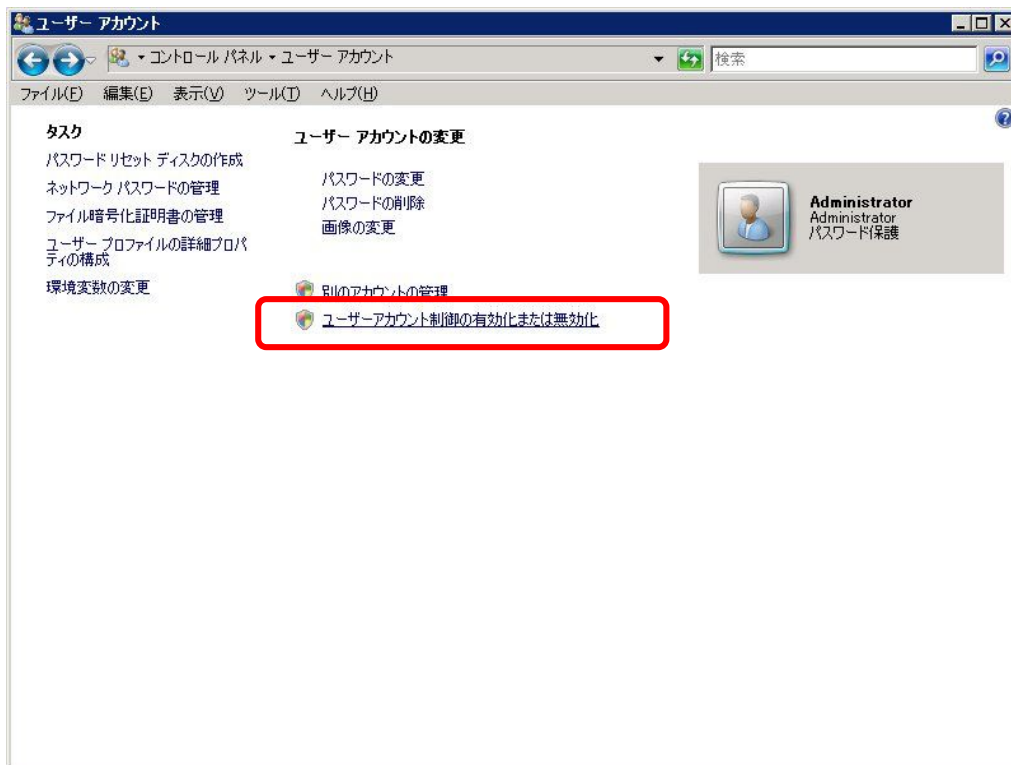 ユーザー アカウント
コントロール パネル ユーザー アカウント
検索
ファイル(F) 編集(E) 表示(V) ツール(T) ヘルプ(H)
タスク
パスワード リセット ディスクの作成
ネットワーク パスワードの管理
ファイル暗号化証明書の管理
ユーザー プロファイルの詳細プロパ
ティの構成
環境変数の変更
ユーザー アカウントの変更
パスワードの変更
パスワードの削除
画像の変更
別のアカウントの管理
ユーザーアカウント制御の有効化または無効化
Administrator
Administrator
パスワード保護